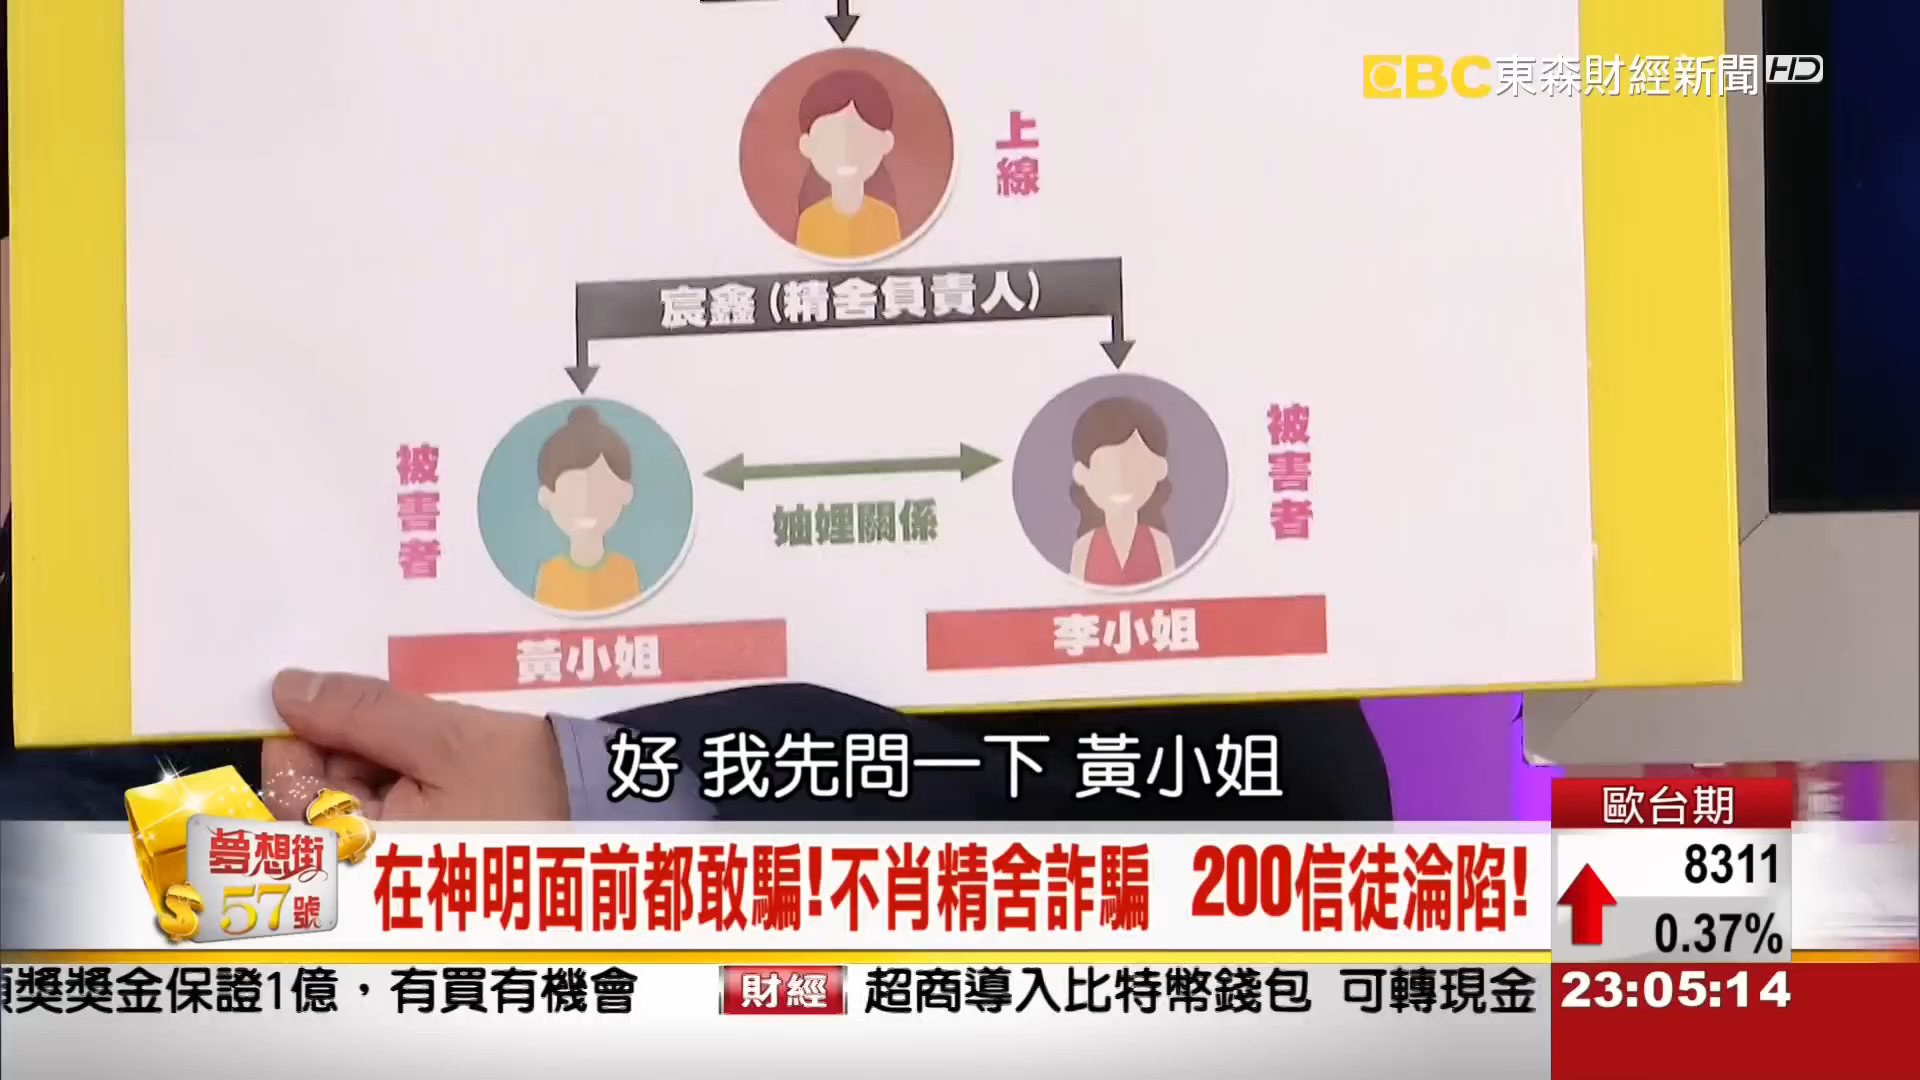 EBC東森財經新聞HD
上線
宸鑫(精舍負責人)
被害者
被害者
妯娌關係
黃小姐
李小姐
好 我先問一下 黃小姐
夢想街
57號
在神明面前都敢騙!不肖精舍詐騙 200信徒淪陷!
歐台期
8311
0.37%
獎獎金保證1億，有買有機會 財經 超商導入比特幣錢包 可轉現金
23:05:14